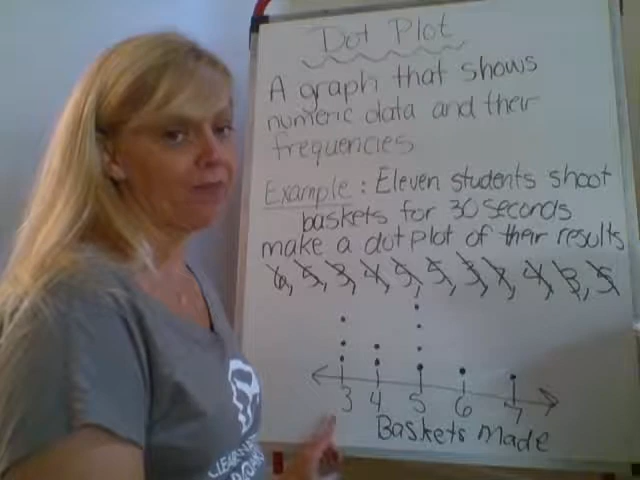 Dot Plot
A graph that shows
numeric data and their
frequencies
Example: Eleven students shoot
baskets for 30 seconds
make a dot plot of their results
6, 5, 3, 4, 5, 5, 3, 7, 4, 3, 5
3 4 5 6 7
Baskets Made